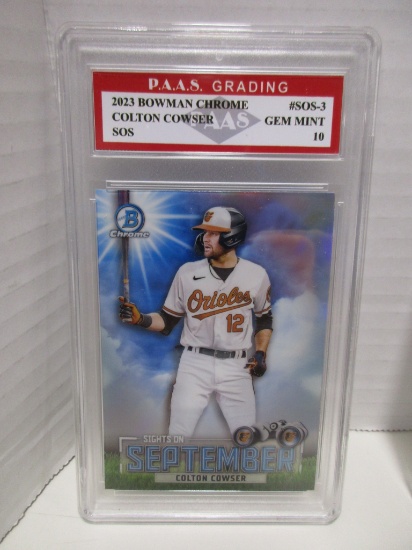 P.A.A.S. GRADING
2023 BOWMAN CHROME #SOS-3
COLTON COWSER GEM MINT
SOS 10
PAAS
B
Chrome
Orioles
12
SIGHTS ON
SEPTEMBER
COLTON COWSER